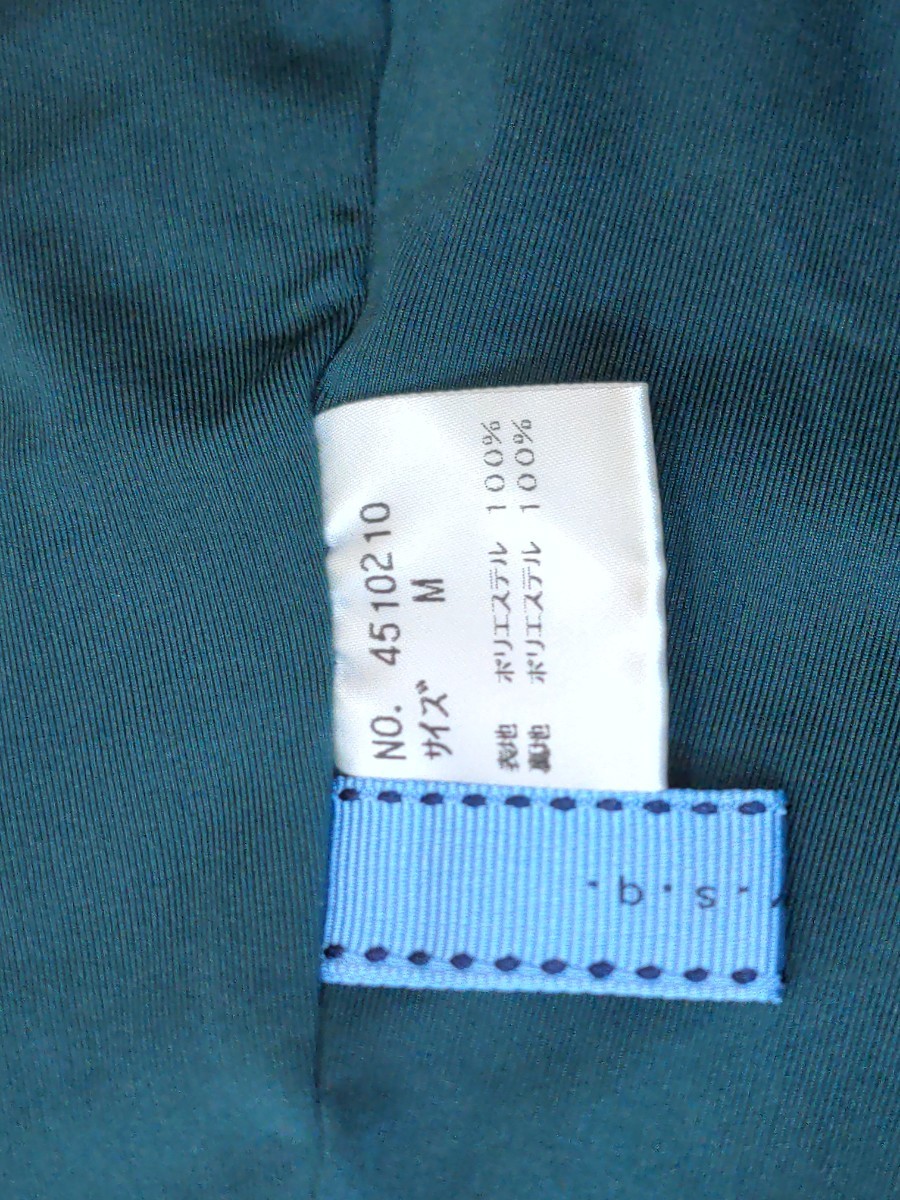 NO. 4510210
サイズ M
表地 ポリエステル 100%
裏地 ポリエステル 100%